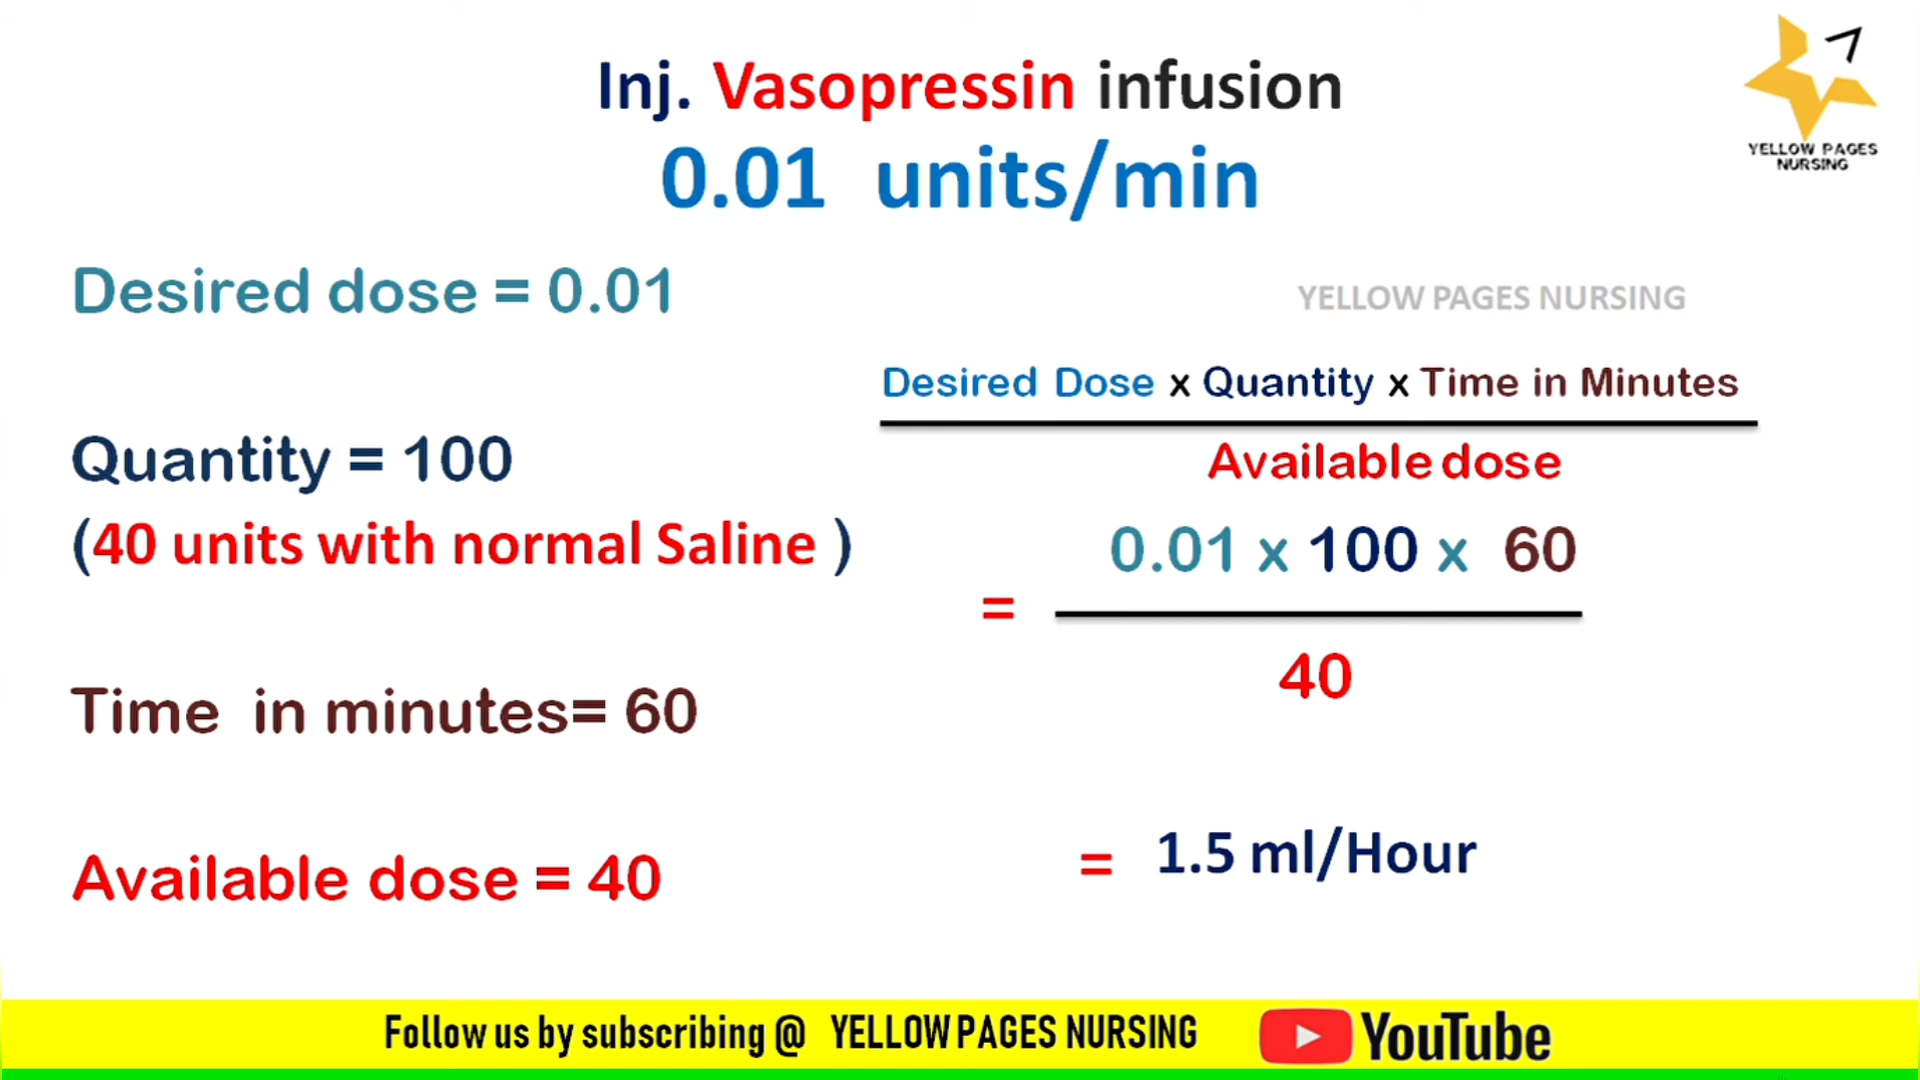 Inj. Vasopressin infusion
0.01 units/min
YELLOW PAGES
NURSING
Desired dose = 0.01
YELLOW PAGES NURSING
Quantity = 100
(40 units with normal Saline )
Time in minutes= 60
Available dose = 40
Desired Dose x Quantity x Time in Minutes
Available dose
0.01 x 100 x 60
=
40
= 1.5 ml/Hour
Follow us by subscribing @ YELLOW PAGES NURSING YouTube